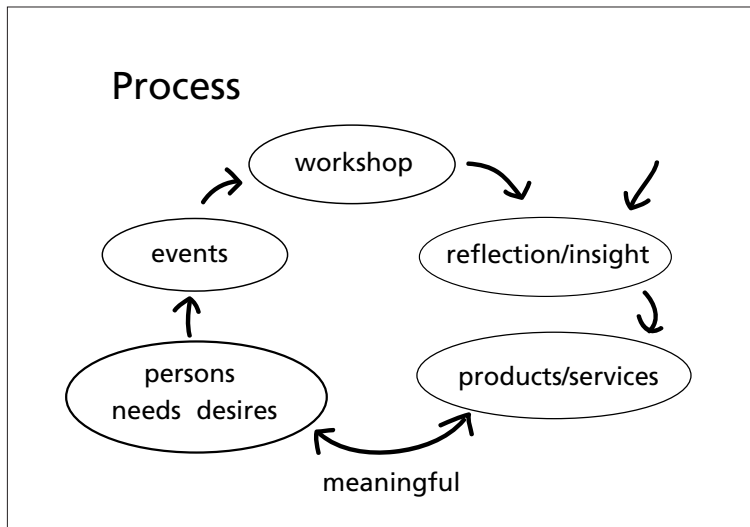 Process
workshop
events
reflection/insight
persons
needs desires
products/services
meaningful